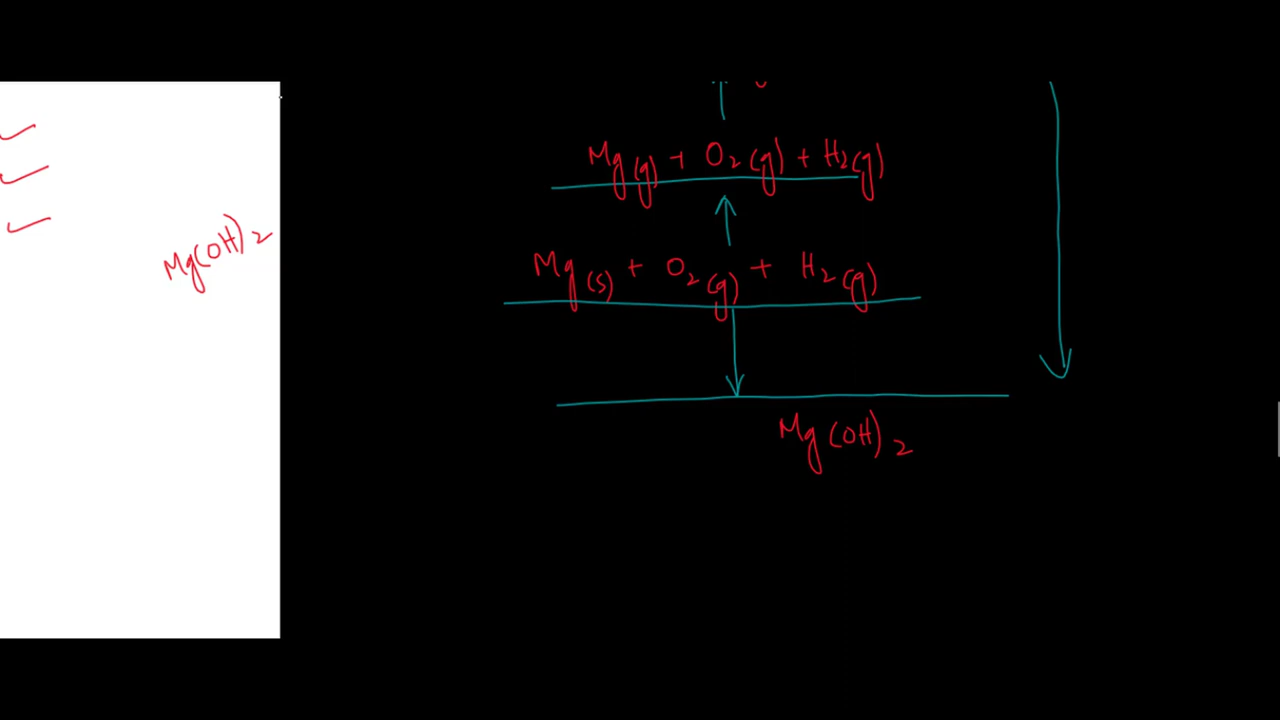 Mg(g) + O2(g) + H2(g)
Mg(OH)2
Mg(s) + O2(g) + H2(g)
Mg(OH)2